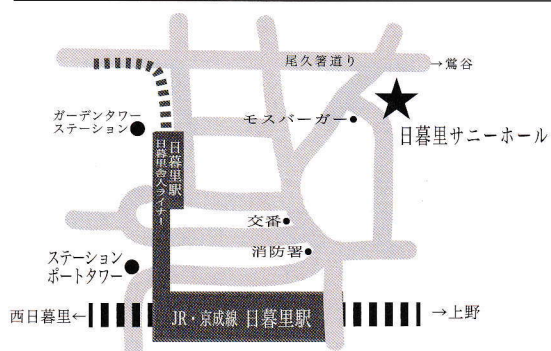 尾久箸道り
→鴬谷
ガーデンタワー
ステーション
モスバーガー
日暮里サニーホール
日暮里駅
日暮里舎人ライナー
交番
消防署
ステーション
ポートタワー
西日暮里←
JR・京成線 日暮里駅
→上野